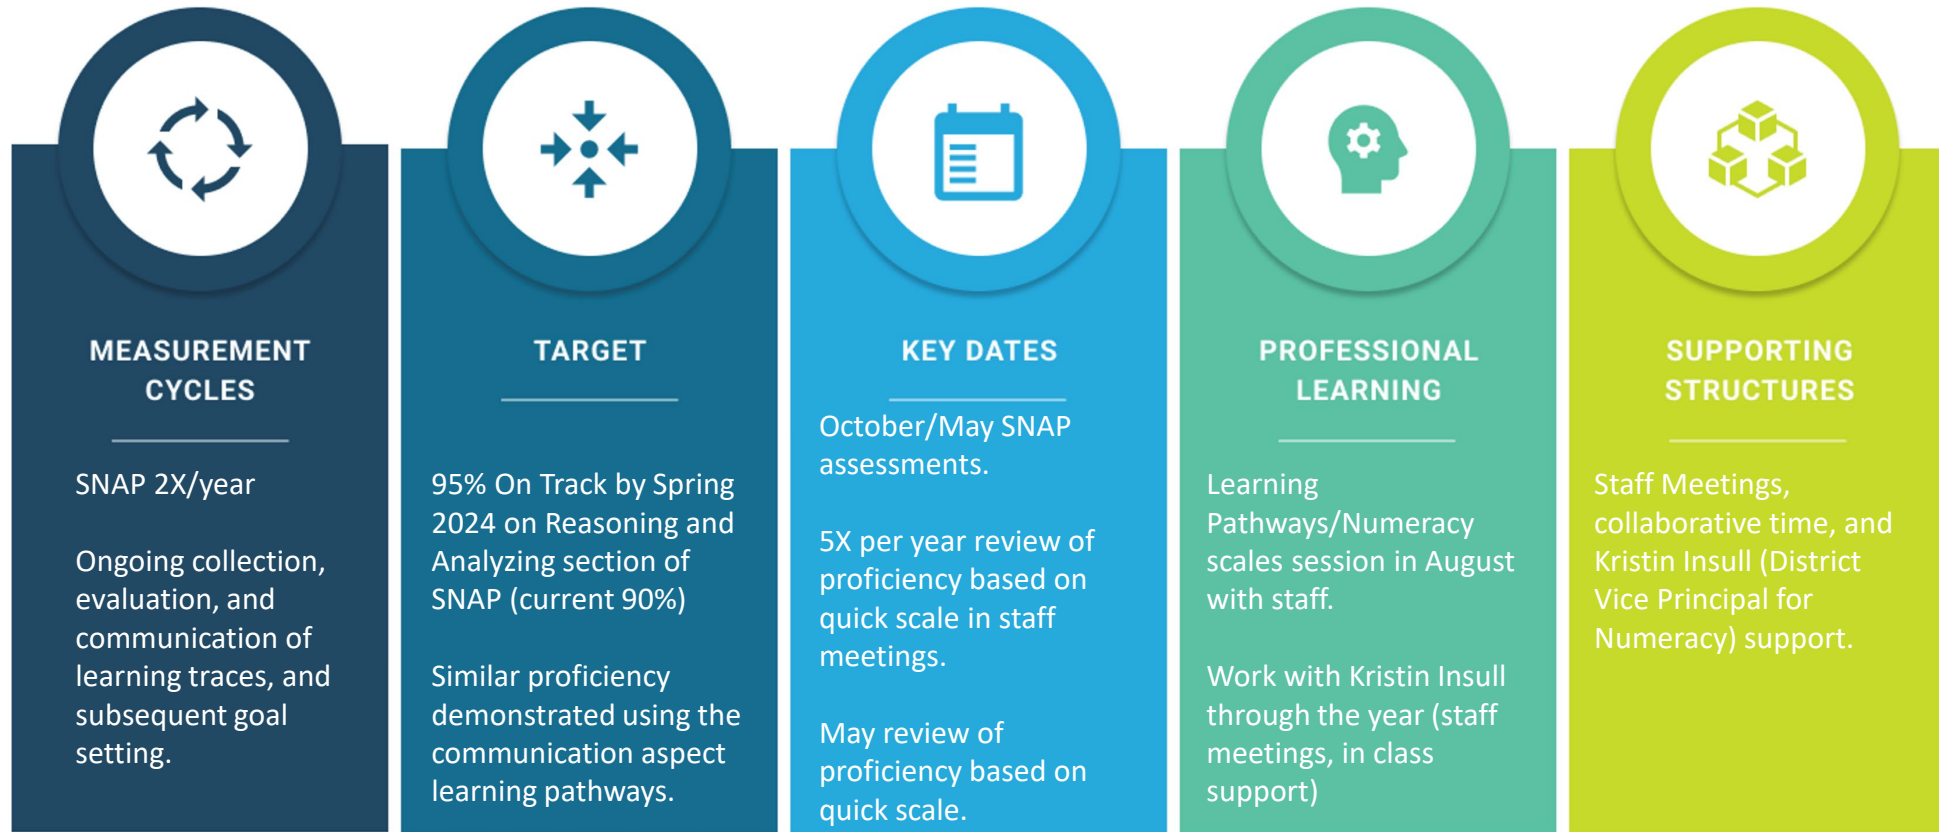 MEASUREMENT
CYCLES
SNAP 2X/year
Ongoing collection,
evaluation, and
communication of
learning traces, and
subsequent goal
setting.
TARGET
95% On Track by Spring
2024 on Reasoning and
Analyzing section of
SNAP (current 90%)
Similar proficiency
demonstrated using the
communication aspect
learning pathways.
KEY DATES
October/May SNAP
assessments.
5X per year review of
proficiency based on
quick scale in staff
meetings.
May review of
proficiency based on
quick scale.
PROFESSIONAL
LEARNING
Learning
Pathways/Numeracy
scales session in August
with staff.
Work with Kristin Insull
through the year (staff
meetings, in class
support)
SUPPORTING
STRUCTURES
Staff Meetings,
collaborative time, and
Kristin Insull (District
Vice Principal for
Numeracy) support.